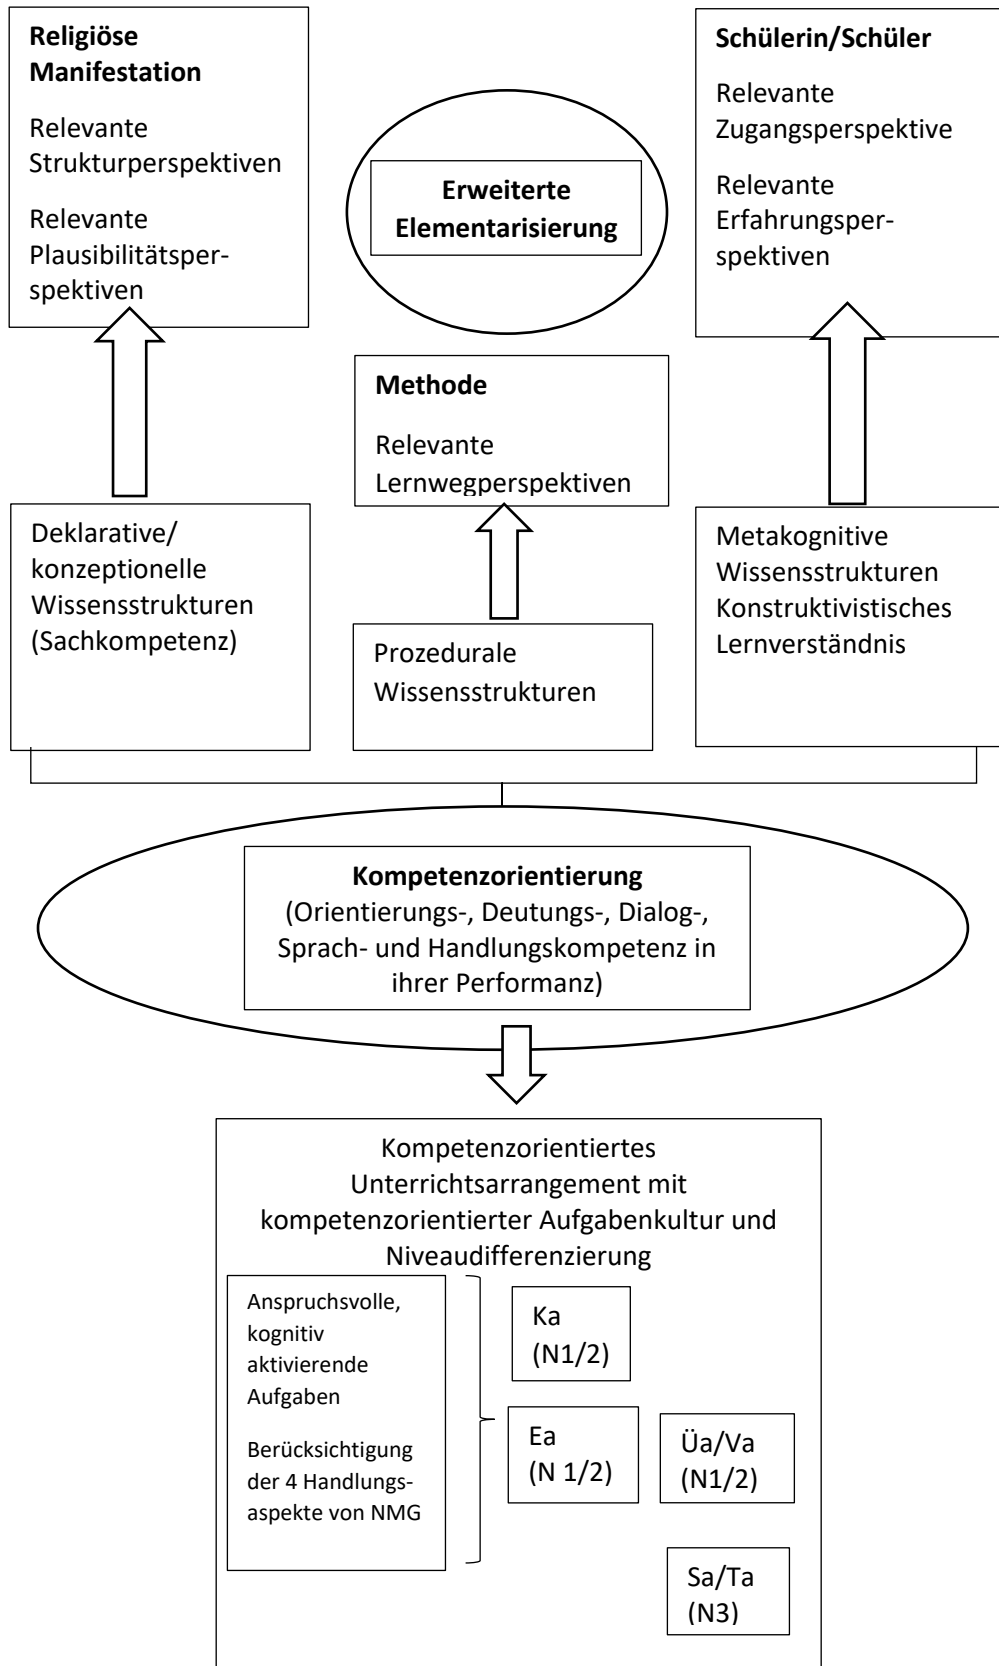 Religiöse
Manifestation
Relevante
Strukturperspektiven
Relevante
Plausibilitätsper-
spektiven
Erweiterte
Elementarisierung
Schülerin/Schüler
Relevante
Zugangsperspektive
Relevante
Erfahrungsper-
spektiven
Methode
Relevante
Lernwegperspektiven
Deklarative/
konzeptionelle
Wissensstrukturen
(Sachkompetenz)
Prozedurale
Wissensstrukturen
Metakognitive
Wissensstrukturen
Konstruktivistisches
Lernverständnis
Kompetenzorientierung
(Orientierungs-, Deutungs-, Dialog-,
Sprach- und Handlungskompetenz in
ihrer Performanz)
Kompetenzorientiertes
Unterrichtsarrangement mit
kompetenzorientierter Aufgabenkultur und
Niveaudifferenzierung
Anspruchsvolle,
kognitiv
aktivierende
Aufgaben
Berücksichtigung
der 4 Handlungs-
aspekte von NMG
Ka
(N1/2)
Ea
(N 1/2)
Üa/Va
(N1/2)
Sa/Ta
(N3)